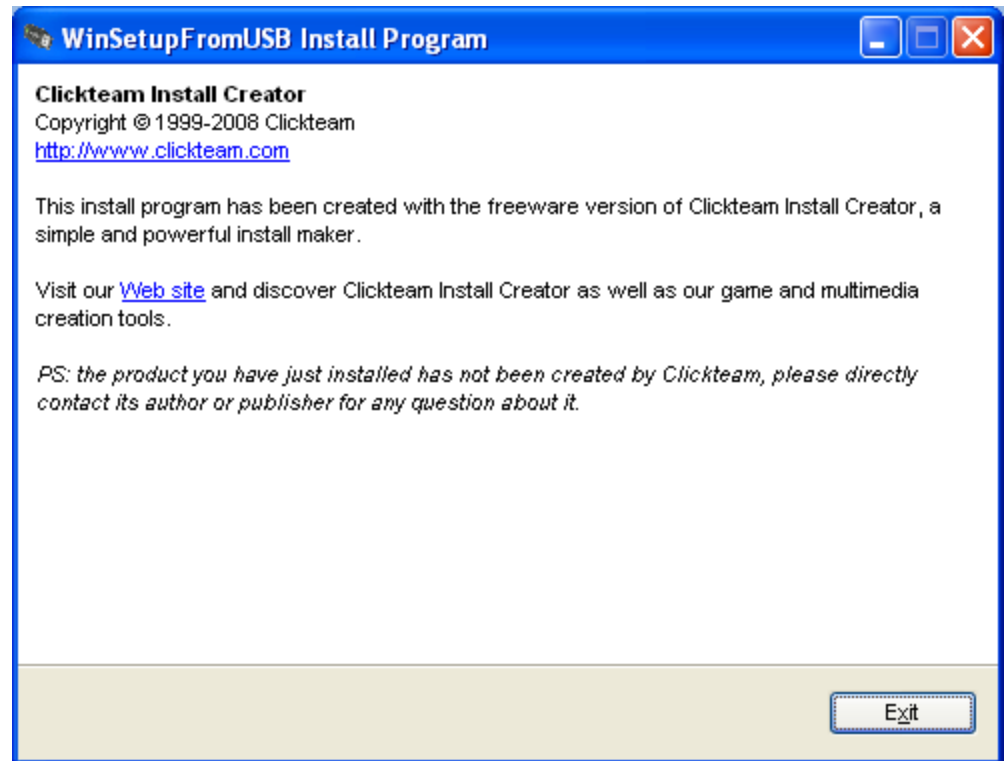 WinSetupFromUSB Install Program
Clickteam Install Creator
Copyright © 1999-2008 Clickteam
http://www.clickteam.com
This install program has been created with the freeware version of Clickteam Install Creator, a
simple and powerful install maker.
Visit our Web site and discover Clickteam Install Creator as well as our game and multimedia
creation tools.
PS: the product you have just installed has not been created by Clickteam, please directly
contact its author or publisher for any question about it.
Exit